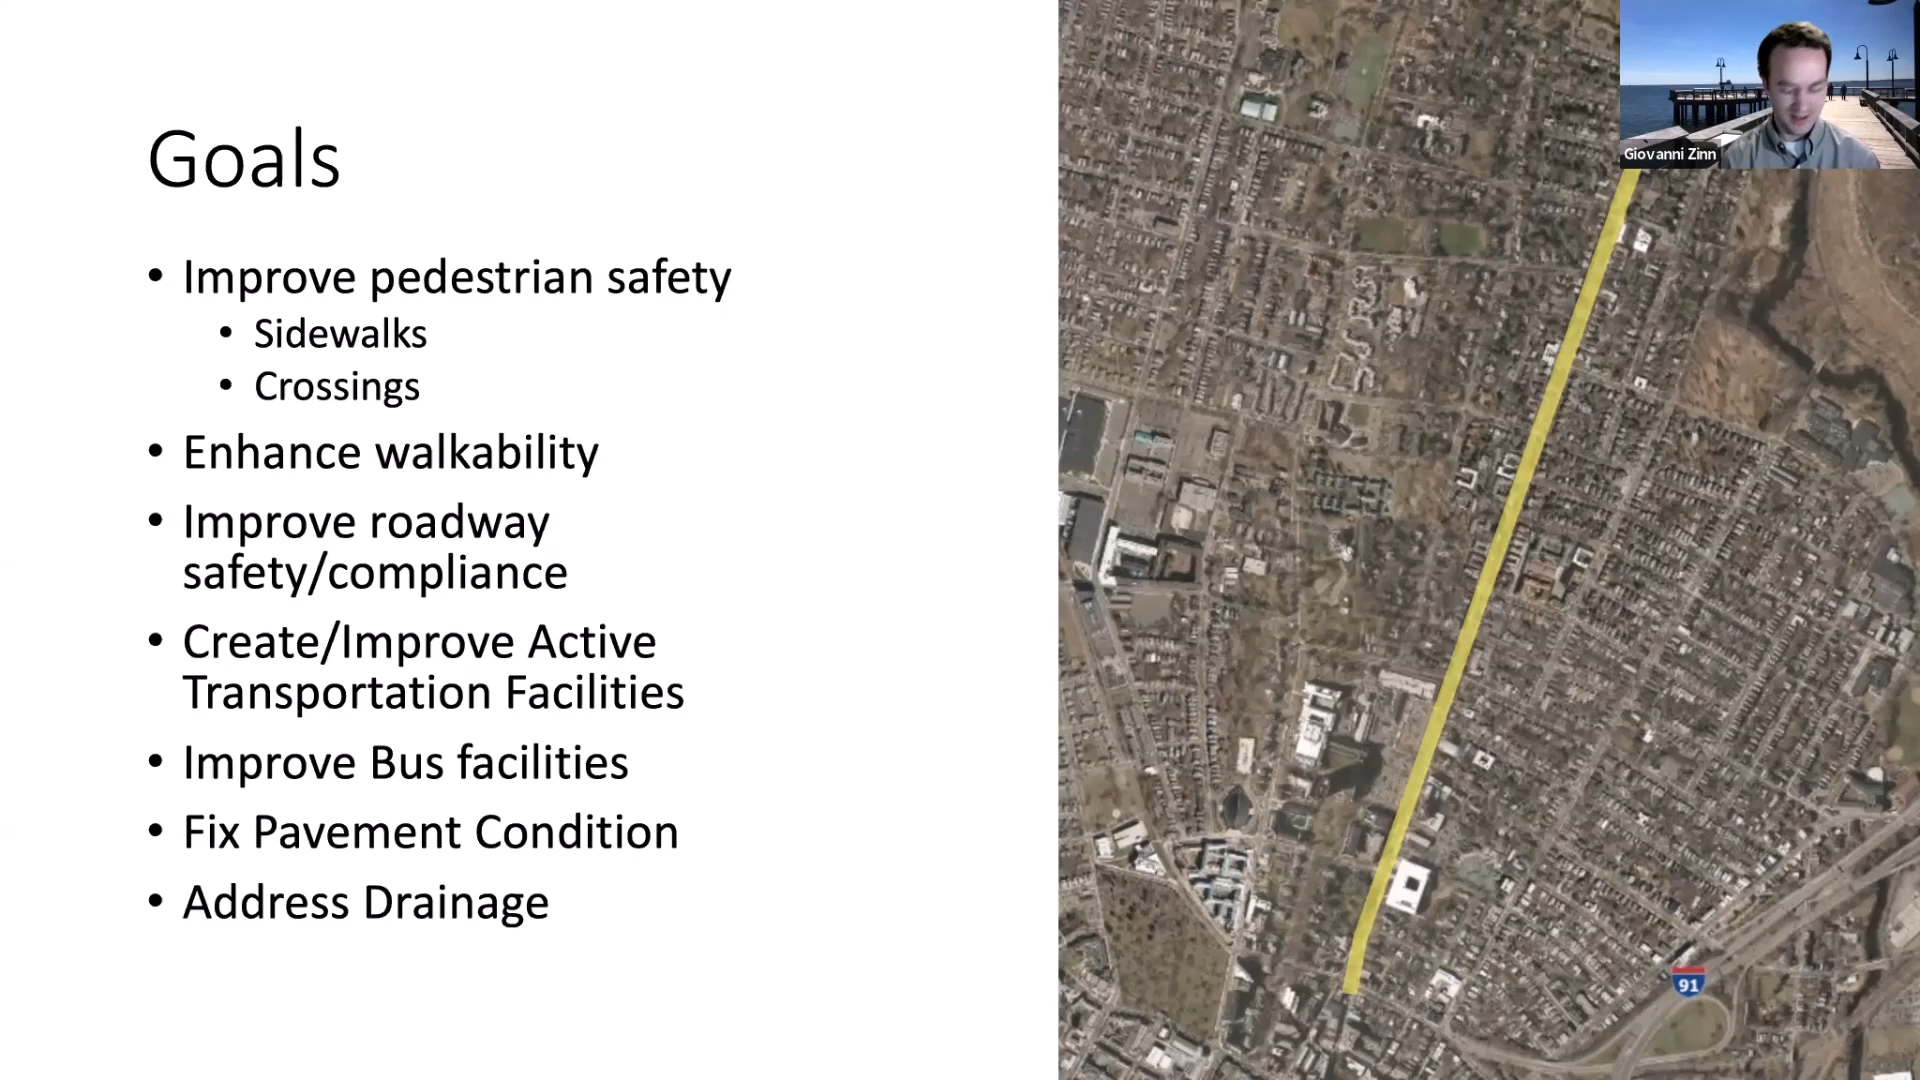 Goals
• Improve pedestrian safety
• Sidewalks
• Crossings
• Enhance walkability
• Improve roadway
safety/compliance
• Create/Improve Active
Transportation Facilities
• Improve Bus facilities
• Fix Pavement Condition
• Address Drainage
Giovanni Zinn
91